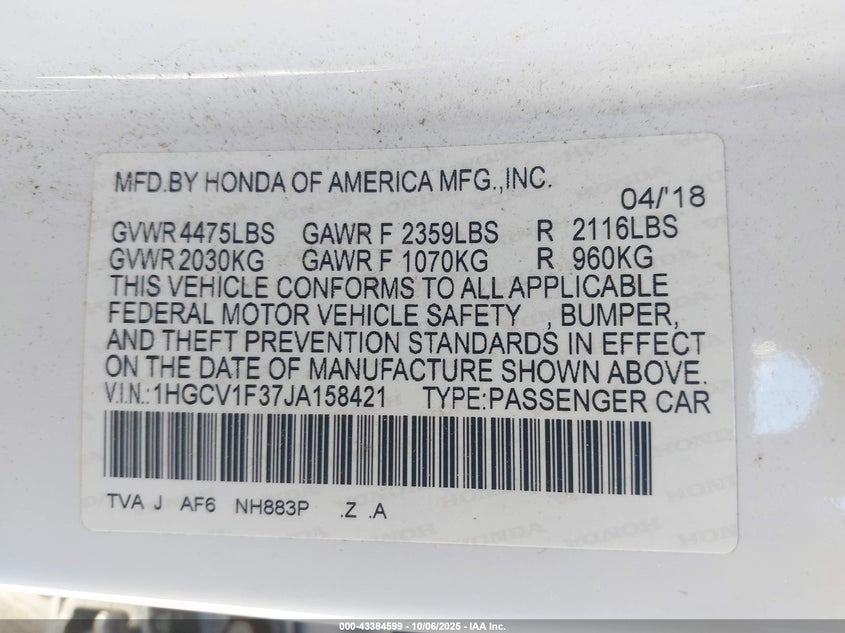 MFD.BY HONDA OF AMERICA MFG.,INC.
04/'18
GVWR 4475LBS GAWR F 2359LBS R 2116LBS
GVWR 2030KG GAWR F 1070KG R 960KG
THIS VEHICLE CONFORMS TO ALL APPLICABLE
FEDERAL MOTOR VEHICLE SAFETY , BUMPER,
AND THEFT PREVENTION STANDARDS IN EFFECT
ON THE DATE OF MANUFACTURE SHOWN ABOVE.
V.I.N.:1HGCV1F37JA158421 TYPE:PASSENGER CAR
TVA J AF6 NH883P .Z .A
000-43384599 | 10/06/2025 - IAA Inc.